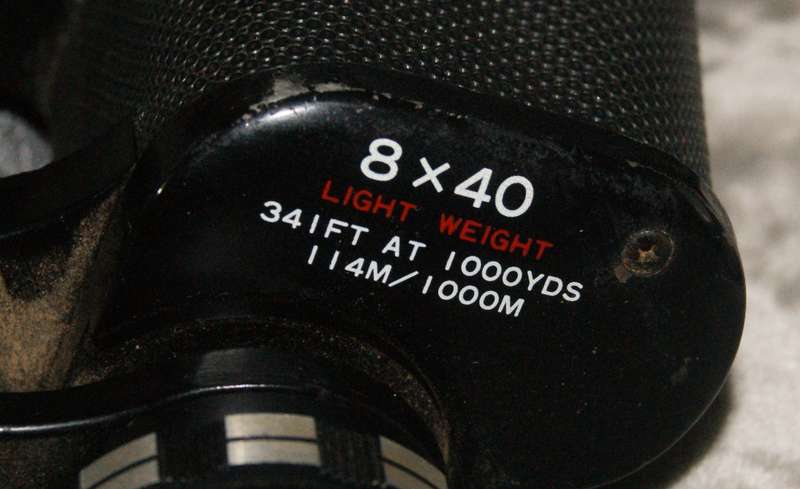 8×40
LIGHT WEIGHT
341FT AT 1000YDS
114M/1000M